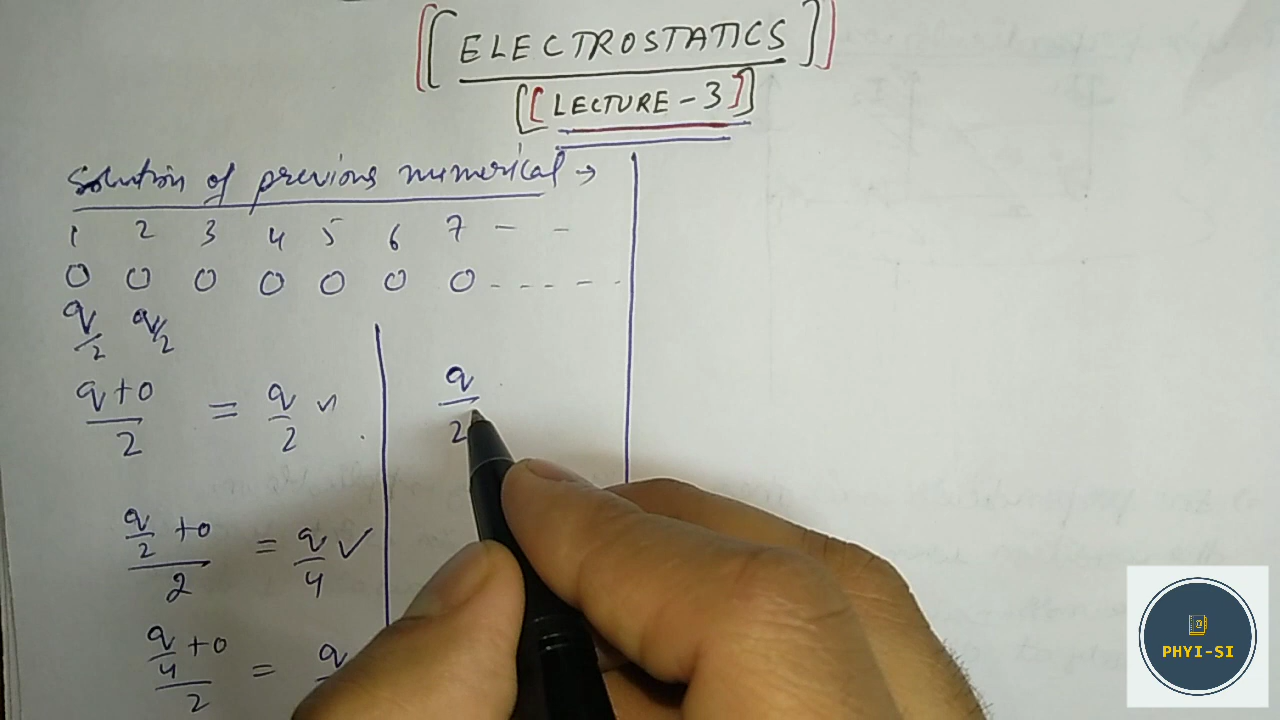 [[ELECTROSTATICS]]
[[LECTURE-3]]
Solution of previous numerical →
1 2 3 4 5 6 7 - -
0 0 0 0 0 0 0 - - - - - -
q/2 q/2
(q+0)/2 = q/2 ✓
q/2
(q/2 +0)/2 = q/4 ✓
(q/4 +0)/2 = q
PHYI-SI